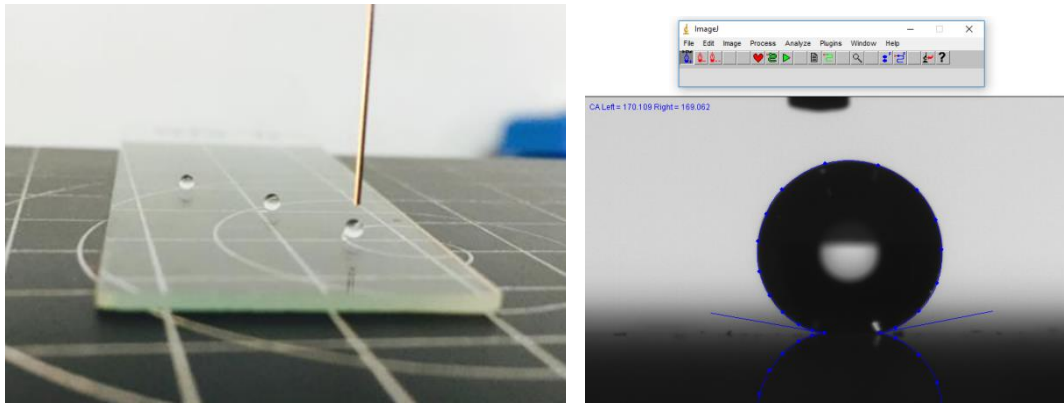 ImageJ
File Edit Image Process Analyze Plugins Window Help
?
CA Left = 170.109 Right = 169.062